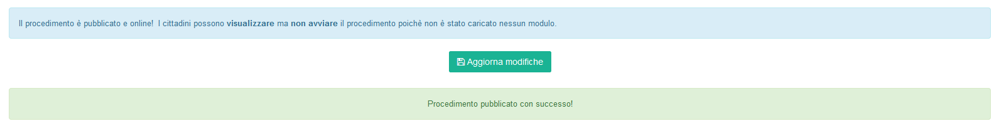 Il procedimento è pubblicato e online! I cittadini possono visualizzare ma non avviare il procedimento poichè non è stato caricato nessun modulo.
Aggiorna modifiche
Procedimento pubblicato con successo!